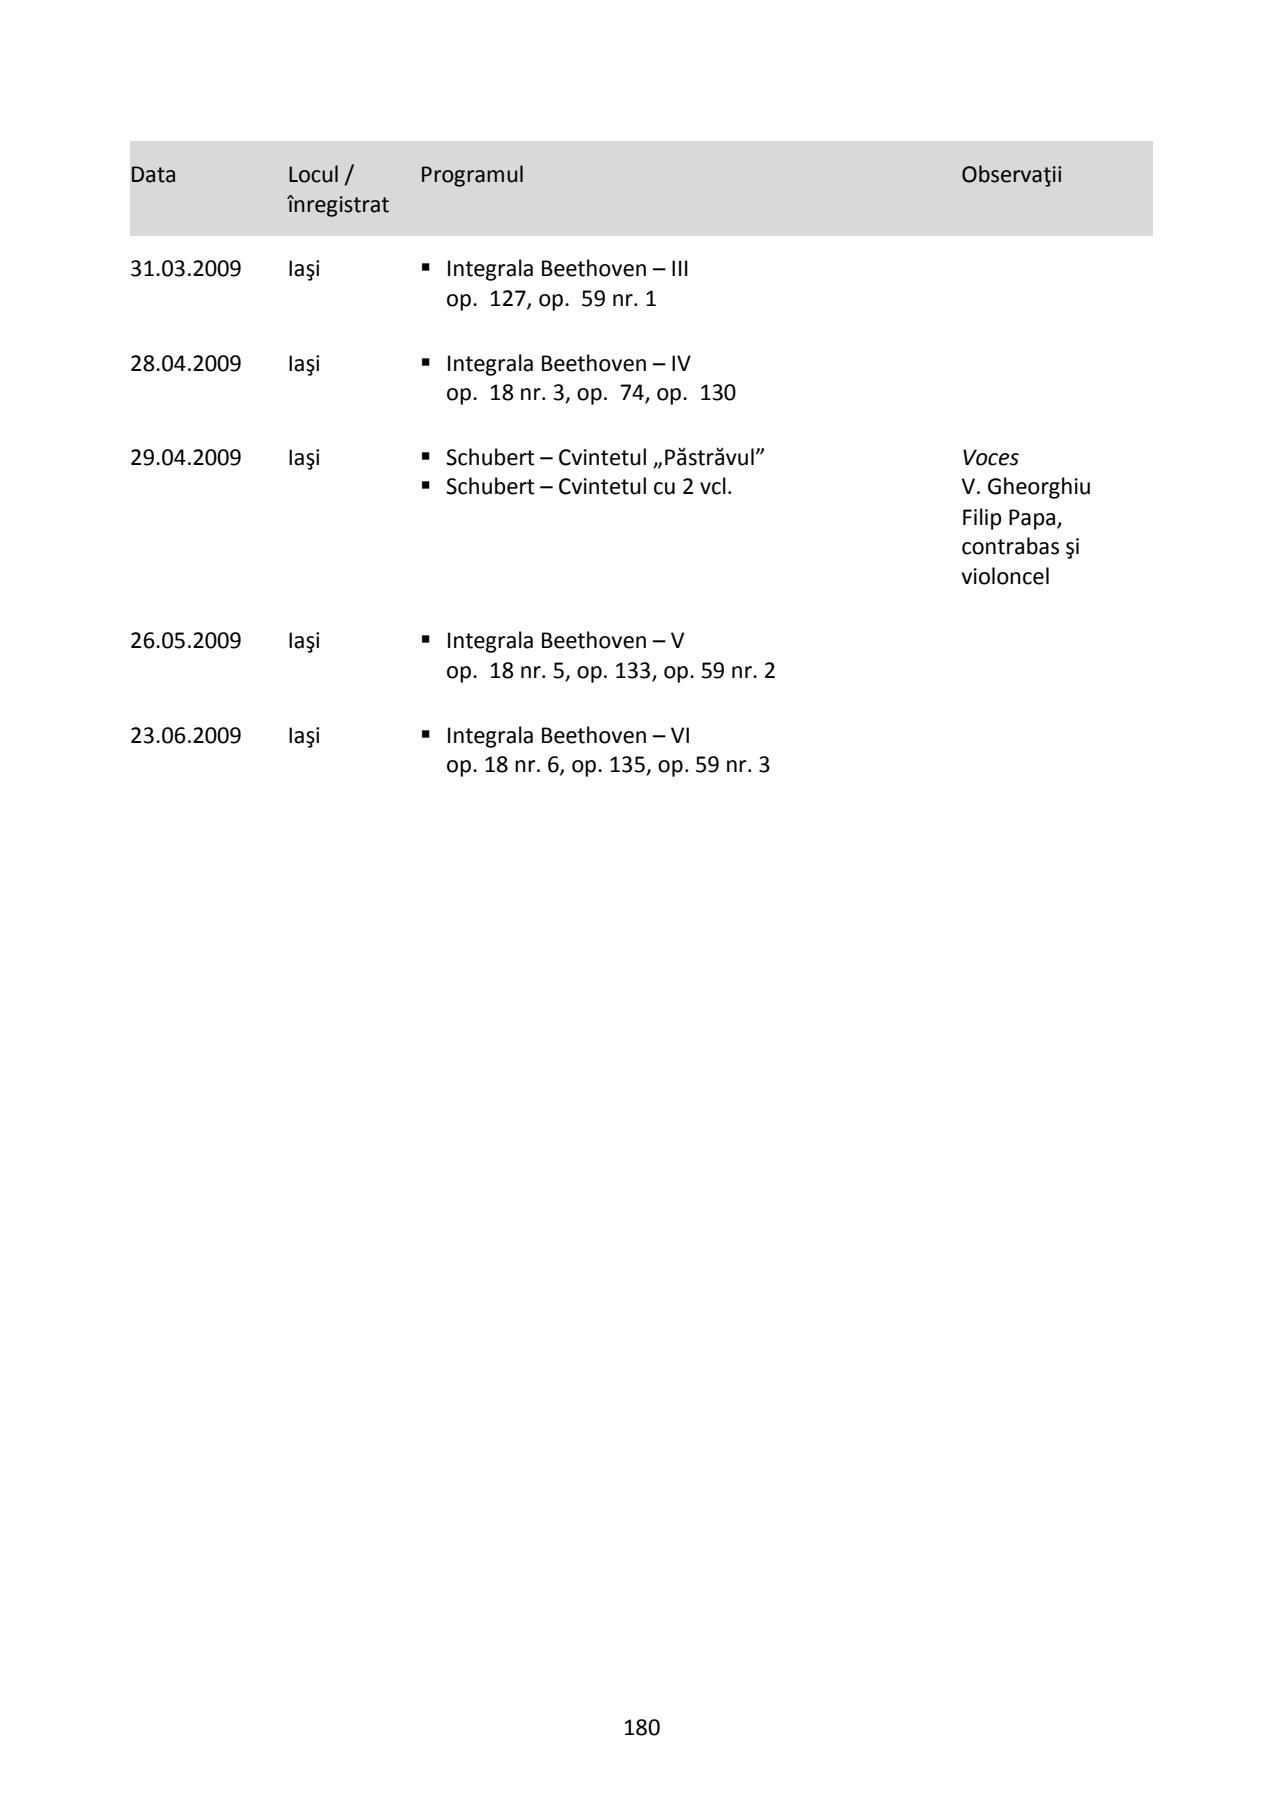 Data Locul / Programul Observaţii
înregistrat
31.03.2009 Iaşi ▪ Integrala Beethoven – III
op.  127, op.  59 nr. 1
28.04.2009 Iaşi ▪ Integrala Beethoven – IV
op.  18 nr. 3, op.  74, op.  130
29.04.2009 Iaşi ▪ Schubert – Cvintetul „Păstrăvul” Voces
▪ Schubert – Cvintetul cu 2 vcl. V. Gheorghiu
Filip Papa,
contrabas şi
violoncel
26.05.2009 Iaşi ▪ Integrala Beethoven – V
op.  18 nr. 5, op. 133, op. 59 nr. 2
23.06.2009 Iaşi ▪ Integrala Beethoven – VI
op. 18 nr. 6, op. 135, op. 59 nr. 3
180